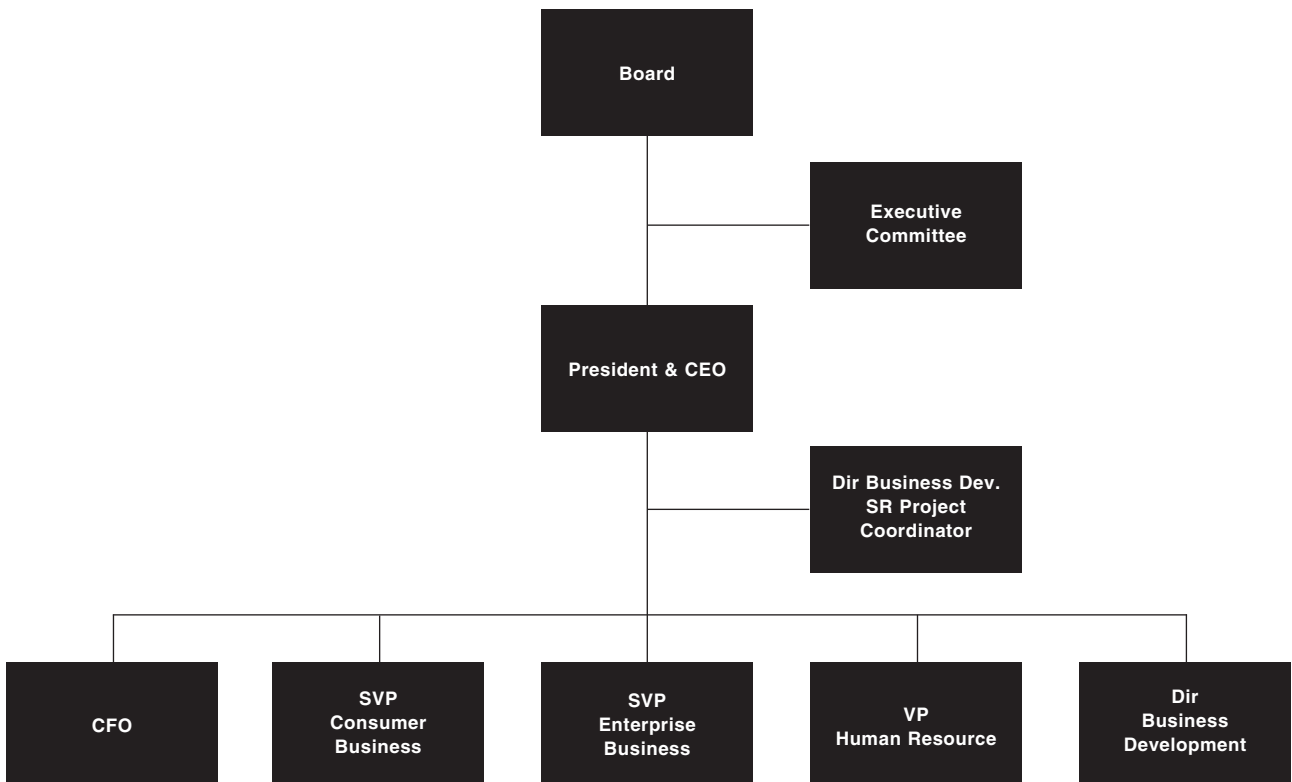 Board
Executive
Committee
President & CEO
Dir Business Dev.
SR Project
Coordinator
CFO
SVP
Consumer
Business
SVP
Enterprise
Business
VP
Human Resource
Dir
Business
Development